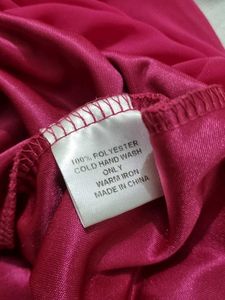 100% POLYESTER
COLD HAND WASH
ONLY
WARM IRON
MADE IN CHINA